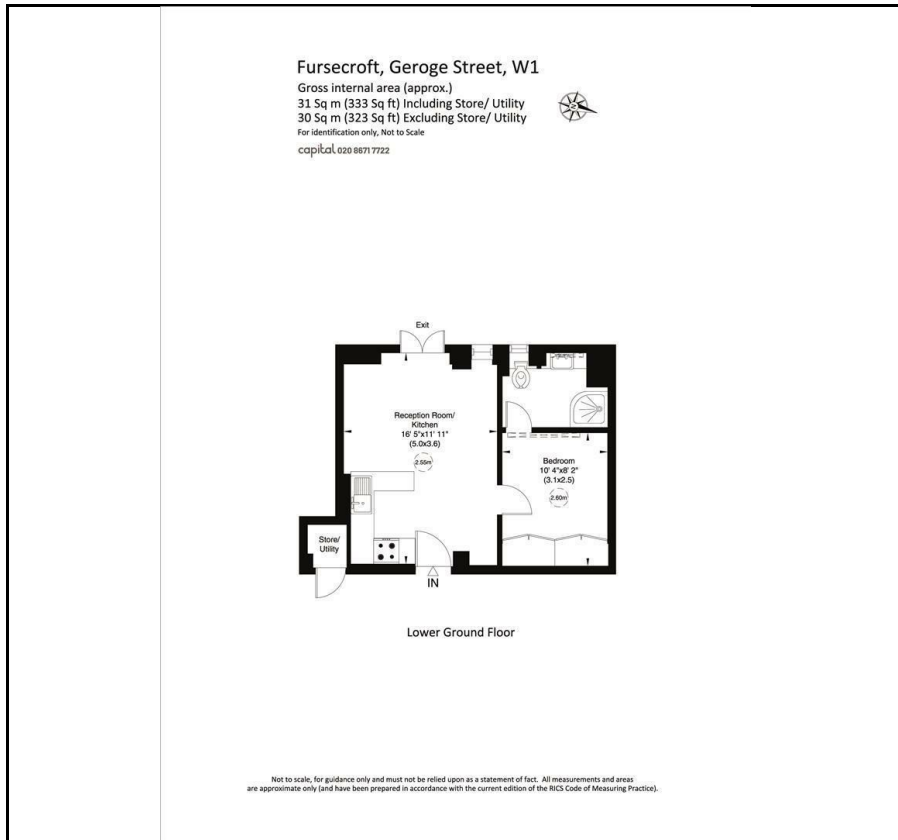 Fursecroft, Geroge Street, W1
Gross internal area (approx.)
31 Sq m (333 Sq ft) Including Store/ Utility
30 Sq m (323 Sq ft) Excluding Store/ Utility
For identification only, Not to Scale
capital 020 8671 7722
Exit
Reception Room/
Kitchen
16' 5"x11' 11"
(5.0x3.6)
2.55m
Bedroom
10' 4"x8' 2"
(3.1x2.5)
2.60m
Store/
Utility
IN
Lower Ground Floor
Not to scale, for guidance only and must not be relied upon as a statement of fact. All measurements and areas
are approximate only (and have been prepared in accordance with the current edition of the RICS Code of Measuring Practice).